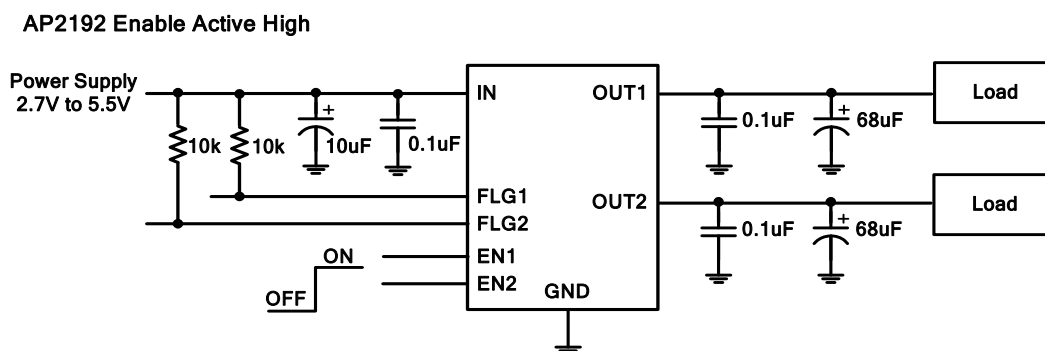 AP2192 Enable Active High
Power Supply
2.7V to 5.5V
10k
10k
10uF
0.1uF
IN
FLG1
FLG2
EN1
EN2
GND
OUT1
OUT2
0.1uF
68uF
Load
0.1uF
68uF
Load
ON
OFF